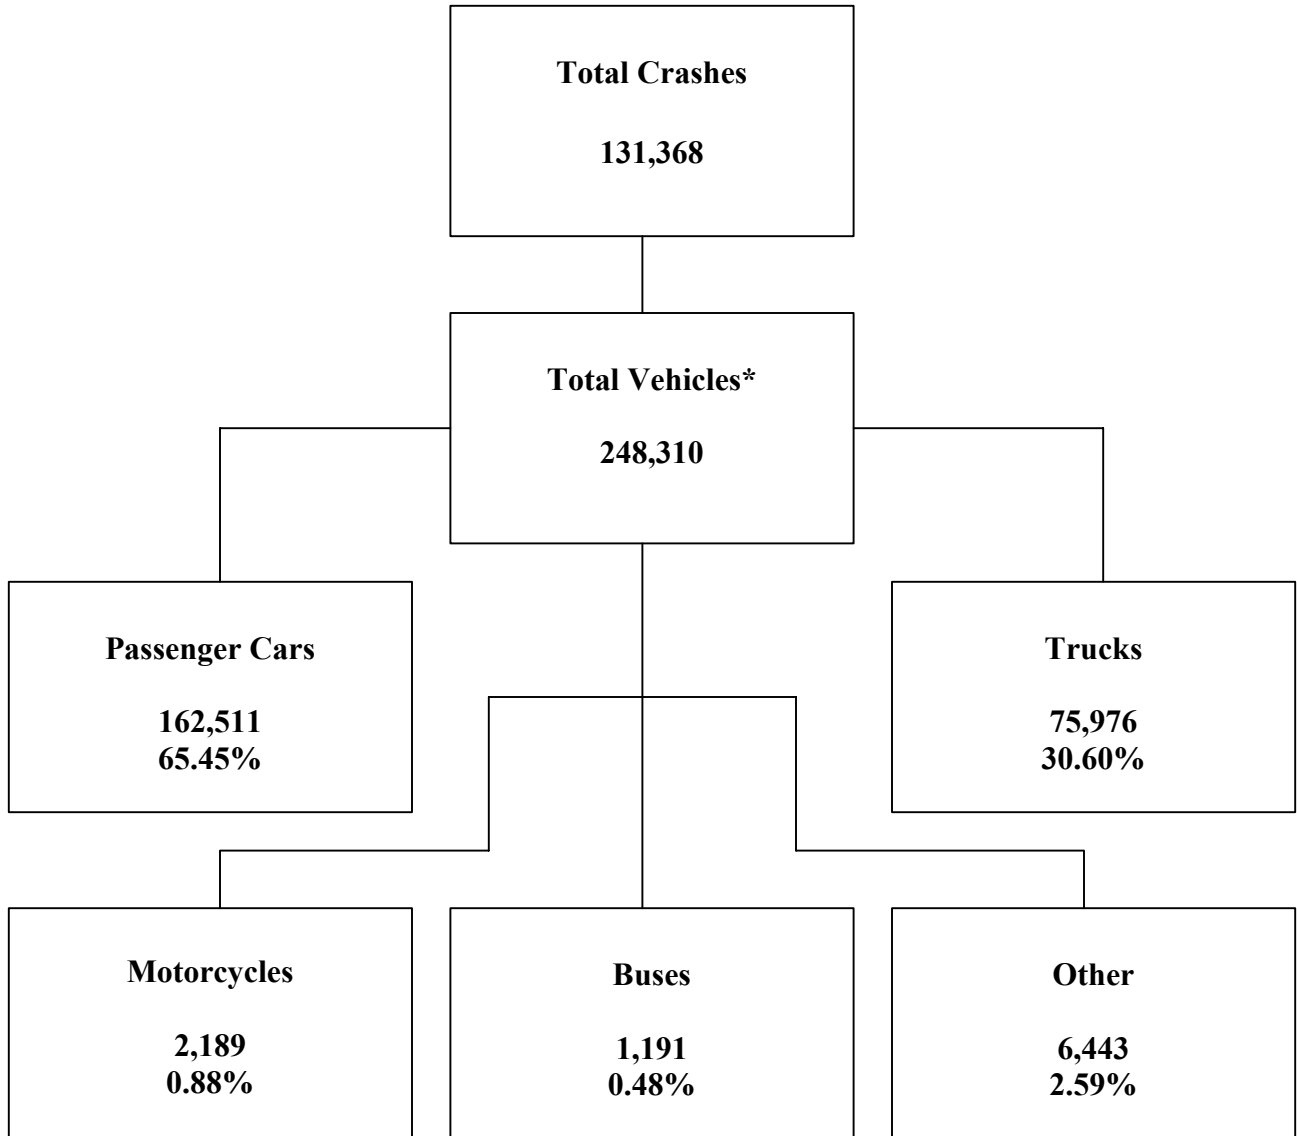 Total Crashes
131,368
Total Vehicles*
248,310
Passenger Cars
162,511
65.45%
Trucks
75,976
30.60%
Motorcycles
2,189
0.88%
Buses
1,191
0.48%
Other
6,443
2.59%